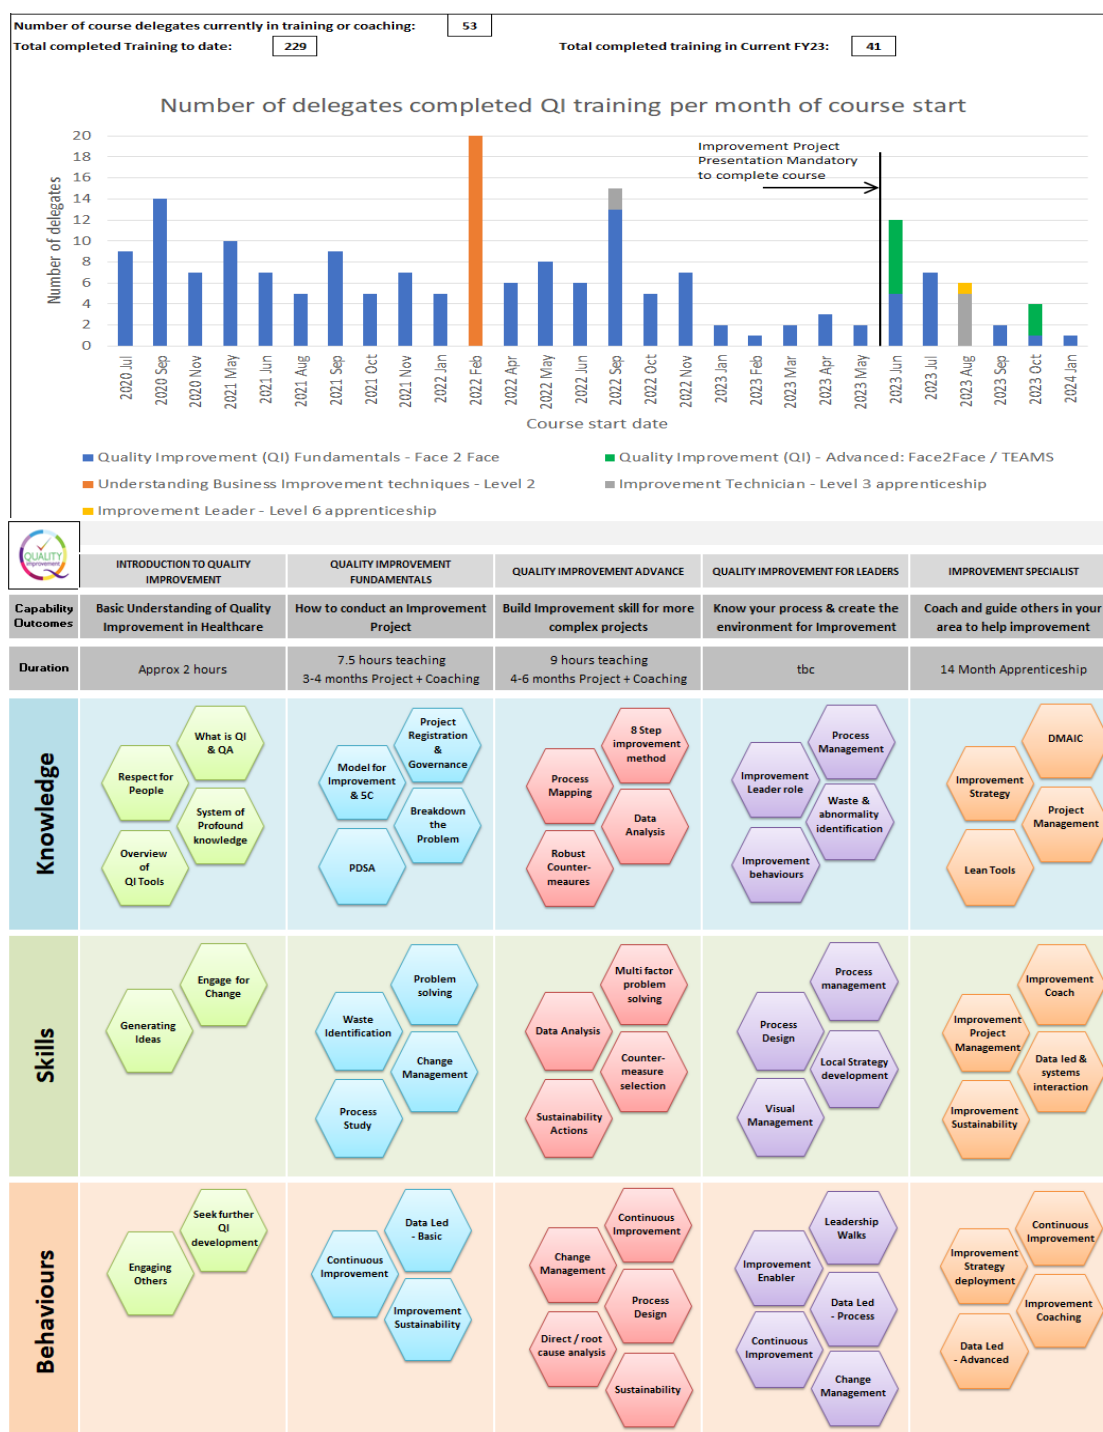 Number of course delegates currently in training or coaching: 53
Total completed Training to date: 229 Total completed training in Current FY23: 41
Number of delegates completed QI training per month of course start
Number of delegates
20
18
16
14
12
10
8
6
4
2
0
Improvement Project
Presentation Mandatory
to complete course
2020 Jul
2020 Sep
2020 Nov
2021 May
2021 Jun
2021 Aug
2021 Sep
2021 Oct
2021 Nov
2022 Jan
2022 Feb
2022 Apr
2022 May
2022 Jun
2022 Sep
2022 Oct
2022 Nov
2023 Jan
2023 Feb
2023 Mar
2023 Apr
2023 May
2023 Jun
2023 Jul
2023 Aug
2023 Sep
2023 Oct
2024 Jan
Course start date
Quality Improvement (QI) Fundamentals - Face 2 Face
Quality Improvement (QI) - Advanced: Face2Face / TEAMS
Understanding Business Improvement techniques - Level 2
Improvement Technician - Level 3 apprenticeship
Improvement Leader - Level 6 apprenticeship
QUALITY
Improvement
INTRODUCTION TO QUALITY
IMPROVEMENT
QUALITY IMPROVEMENT
FUNDAMENTALS
QUALITY IMPROVEMENT ADVANCE
QUALITY IMPROVEMENT FOR LEADERS
IMPROVEMENT SPECIALIST
Capability
Outcomes
Basic Understanding of Quality
Improvement in Healthcare
How to conduct an Improvement
Project
Build Improvement skill for more
complex projects
Know your process & create the
environment for Improvement
Coach and guide others in your
area to help improvement
Duration
Approx 2 hours
7.5 hours teaching
3-4 months Project + Coaching
9 hours teaching
4-6 months Project + Coaching
tbc
14 Month Apprenticeship
Knowledge
What is QI
& QA
Respect for
People
System of
Profound
knowledge
Overview
of
QI Tools
Project
Registration
&
Governance
Model for
Improvement
& 5C
Breakdown
the
Problem
PDSA
8 Step
improvement
method
Process
Mapping
Data
Analysis
Robust
Counter-
meaures
Process
Management
Improvement
Leader role
Waste &
abnormality
identification
Improvement
behaviours
DMAIC
Improvement
Strategy
Project
Management
Lean Tools
Skills
Engage for
Change
Generating
Ideas
Problem
solving
Waste
Identification
Change
Management
Process
Study
Multi factor
problem
solving
Data Analysis
Counter-
measure
selection
Sustainability
Actions
Process
management
Process
Design
Local Strategy
development
Visual
Management
Improvement
Coach
Improvement
Project
Management
Data led &
systems
interaction
Improvement
Sustainability
Behaviours
Seek further
QI
development
Engaging
Others
Data Led
- Basic
Continuous
Improvement
Improvement
Sustainability
Continuous
Improvement
Change
Management
Process
Design
Direct / root
cause analysis
Sustainability
Leadership
Walks
Improvement
Enabler
Data Led
- Process
Continuous
Improvement
Change
Management
Continuous
Improvement
Improvement
Strategy
deployment
Improvement
Coaching
Data Led
- Advanced